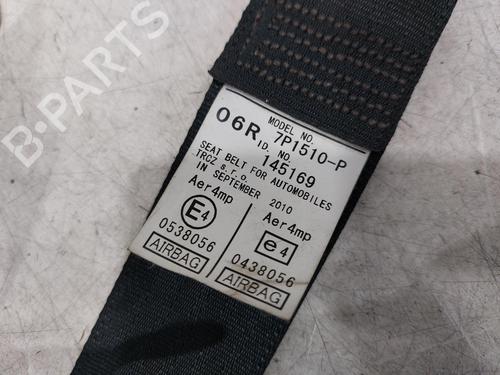 MODEL NO.
06R 7P1510-P
ID. NO.
145169
SEAT BELT FOR AUTOMOBILES
TRCZ s.r.o.
IN SEPTEMBER 2010
Aer4mp
E4
0538056
AIRBAG
Aer4mp
e4
0438056
AIRBAG
B-PARTS